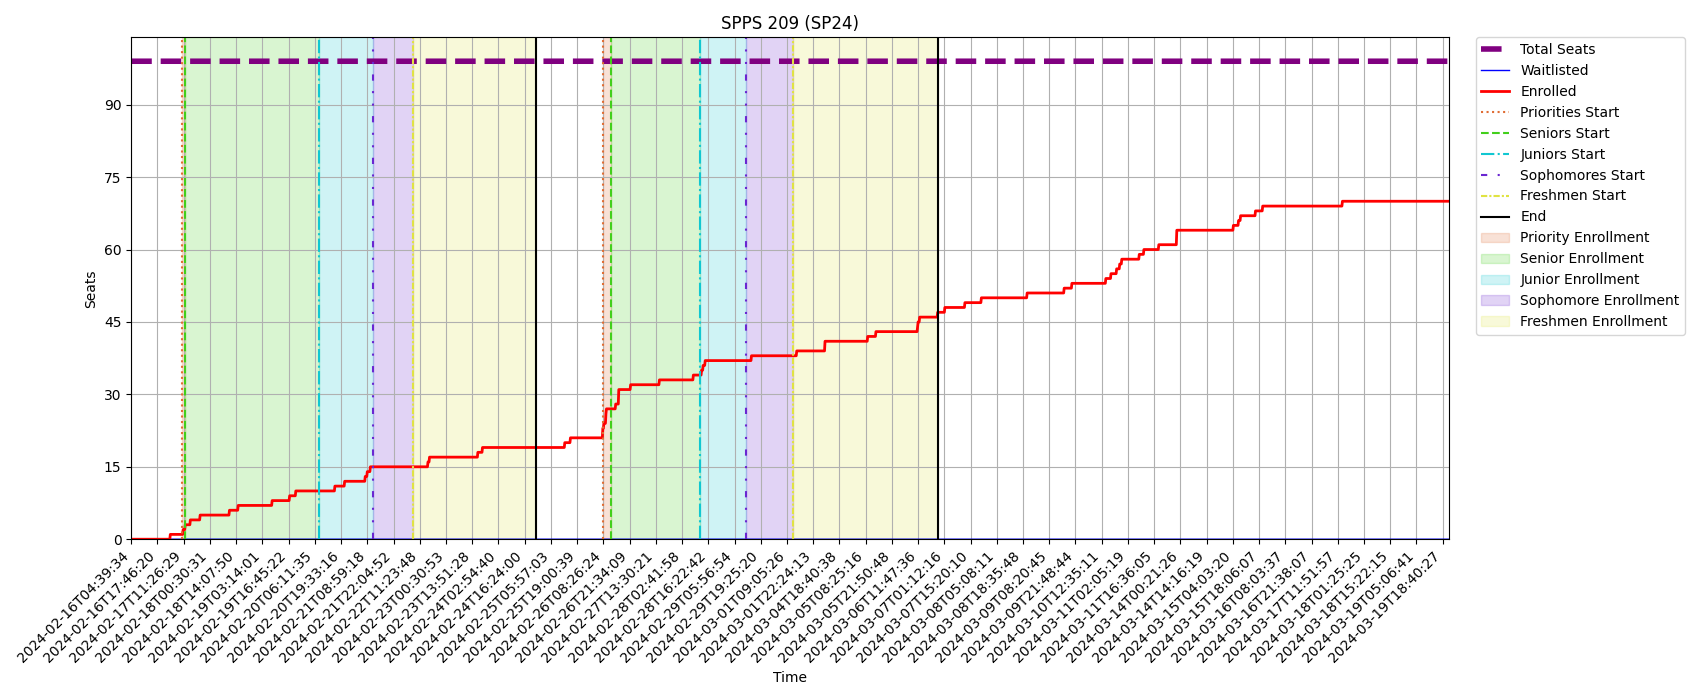 SPPS 209 (SP24)
Seats
90
75
60
45
30
15
0
2024-02-16T04:39:34
2024-02-16T17:46:20
2024-02-17T11:26:29
2024-02-18T00:30:31
2024-02-18T14:07:50
2024-02-19T03:14:01
2024-02-19T16:45:22
2024-02-20T06:11:35
2024-02-20T19:33:16
2024-02-21T08:59:18
2024-02-21T22:04:52
2024-02-22T11:23:48
2024-02-23T00:30:53
2024-02-23T13:51:28
2024-02-24T02:54:40
2024-02-24T16:24:00
2024-02-25T05:57:03
2024-02-25T19:00:39
2024-02-26T08:26:24
2024-02-26T21:34:09
2024-02-27T13:30:21
2024-02-28T02:41:58
2024-02-28T16:22:42
2024-02-29T05:56:54
2024-02-29T19:25:20
2024-03-01T09:05:26
2024-03-01T22:24:13
2024-03-04T18:40:38
2024-03-05T08:25:16
2024-03-05T21:50:48
2024-03-06T11:47:36
2024-03-07T01:12:16
2024-03-07T15:20:10
2024-03-08T05:08:11
2024-03-08T18:35:48
2024-03-09T08:20:45
2024-03-09T21:48:44
2024-03-10T12:35:11
2024-03-11T02:05:19
2024-03-11T16:36:05
2024-03-14T00:21:26
2024-03-14T14:16:19
2024-03-15T04:03:20
2024-03-15T18:06:07
2024-03-16T08:03:37
2024-03-16T21:38:07
2024-03-17T11:51:57
2024-03-18T01:25:25
2024-03-18T15:22:15
2024-03-19T05:06:41
2024-03-19T18:40:27
Time
Total Seats
Waitlisted
Enrolled
Priorities Start
Seniors Start
Juniors Start
Sophomores Start
Freshmen Start
End
Priority Enrollment
Senior Enrollment
Junior Enrollment
Sophomore Enrollment
Freshmen Enrollment